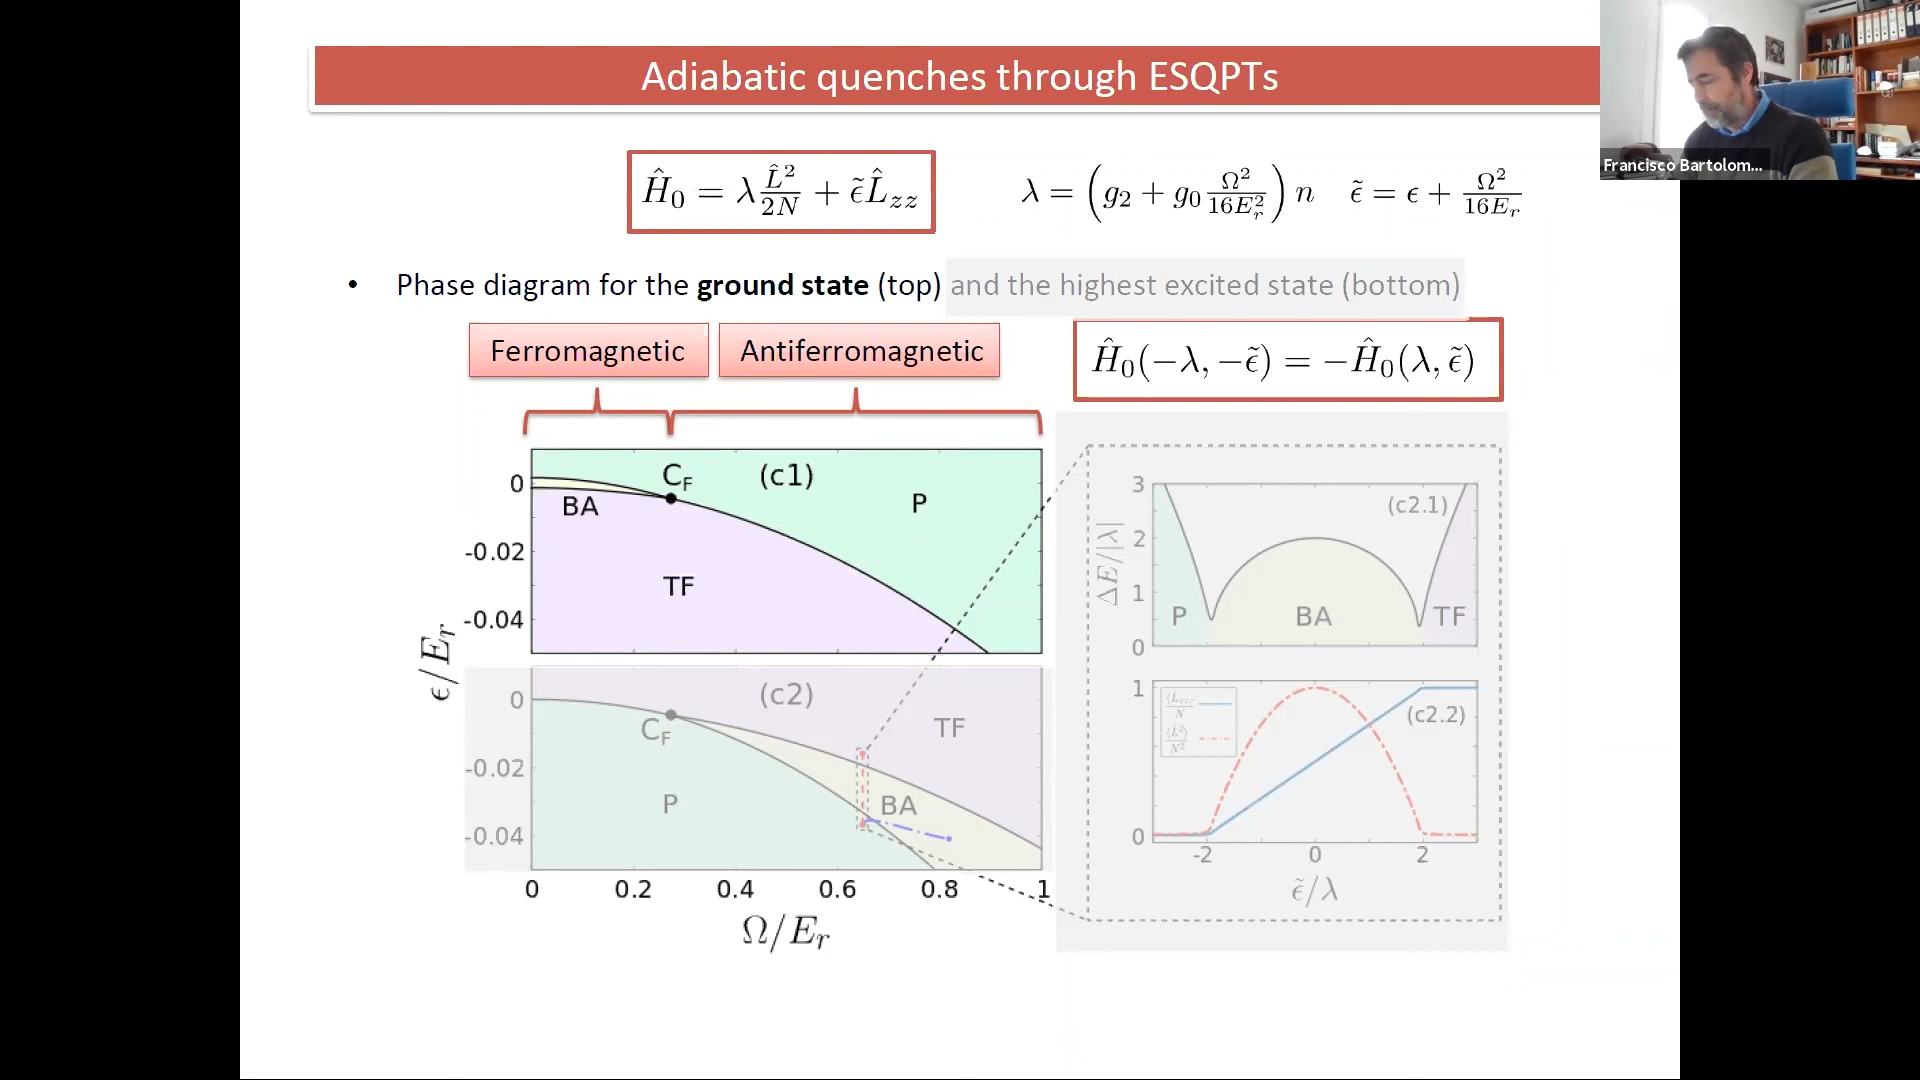 Adiabatic quenches through ESQPTs
Francisco Bartolom...
Ĥ₀ = λ L̂²/2N + ε̃L̂_zz
λ = (g₂ + g₀ Ω²/16E_r²) n
ε̃ = ϵ + Ω²/16E_r
• Phase diagram for the ground state (top) and the highest excited state (bottom)
Ferromagnetic
Antiferromagnetic
Ĥ₀(−λ, −ϵ̃) = −Ĥ₀(λ, ϵ̃)
C_F
(c1)
P
BA
TF
0
-0.02
-0.04
ϵ/E_r
(c2)
C_F
TF
P
BA
0
-0.02
-0.04
0 0.2 0.4 0.6 0.8 1
Ω/E_r
3
2
1
0
ΔE/|λ|
(c2.1)
P
BA
TF
1
0
⟨L̂_zz⟩/N
⟨L̂²⟩/N²
(c2.2)
-2 0 2
ϵ̃/λ